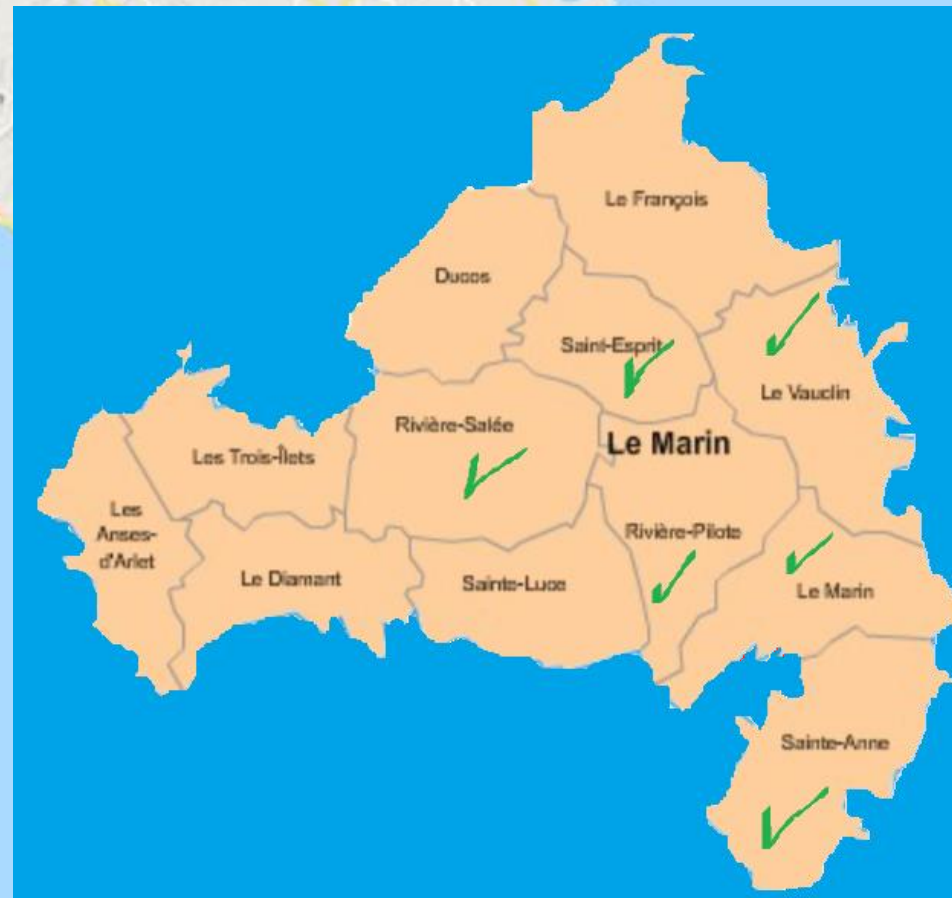 Le François
Ducos
Saint-Esprit
Le Vauclin
Rivière-Salée
Le Marin
Les Trois-Îlets
Les
Anses-
d'Arlet
Rivière-Pilote
Le Diamant
Sainte-Luce
Le Marin
Sainte-Anne